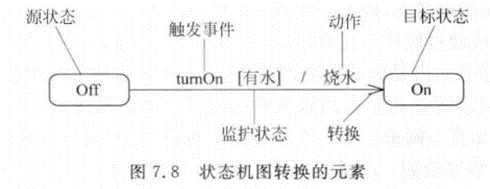 源状态
触发事件
动作
目标状态
Off
turnOn [有水] / 烧水
On
监护状态
转换
图 7.8 状态机图转换的元素